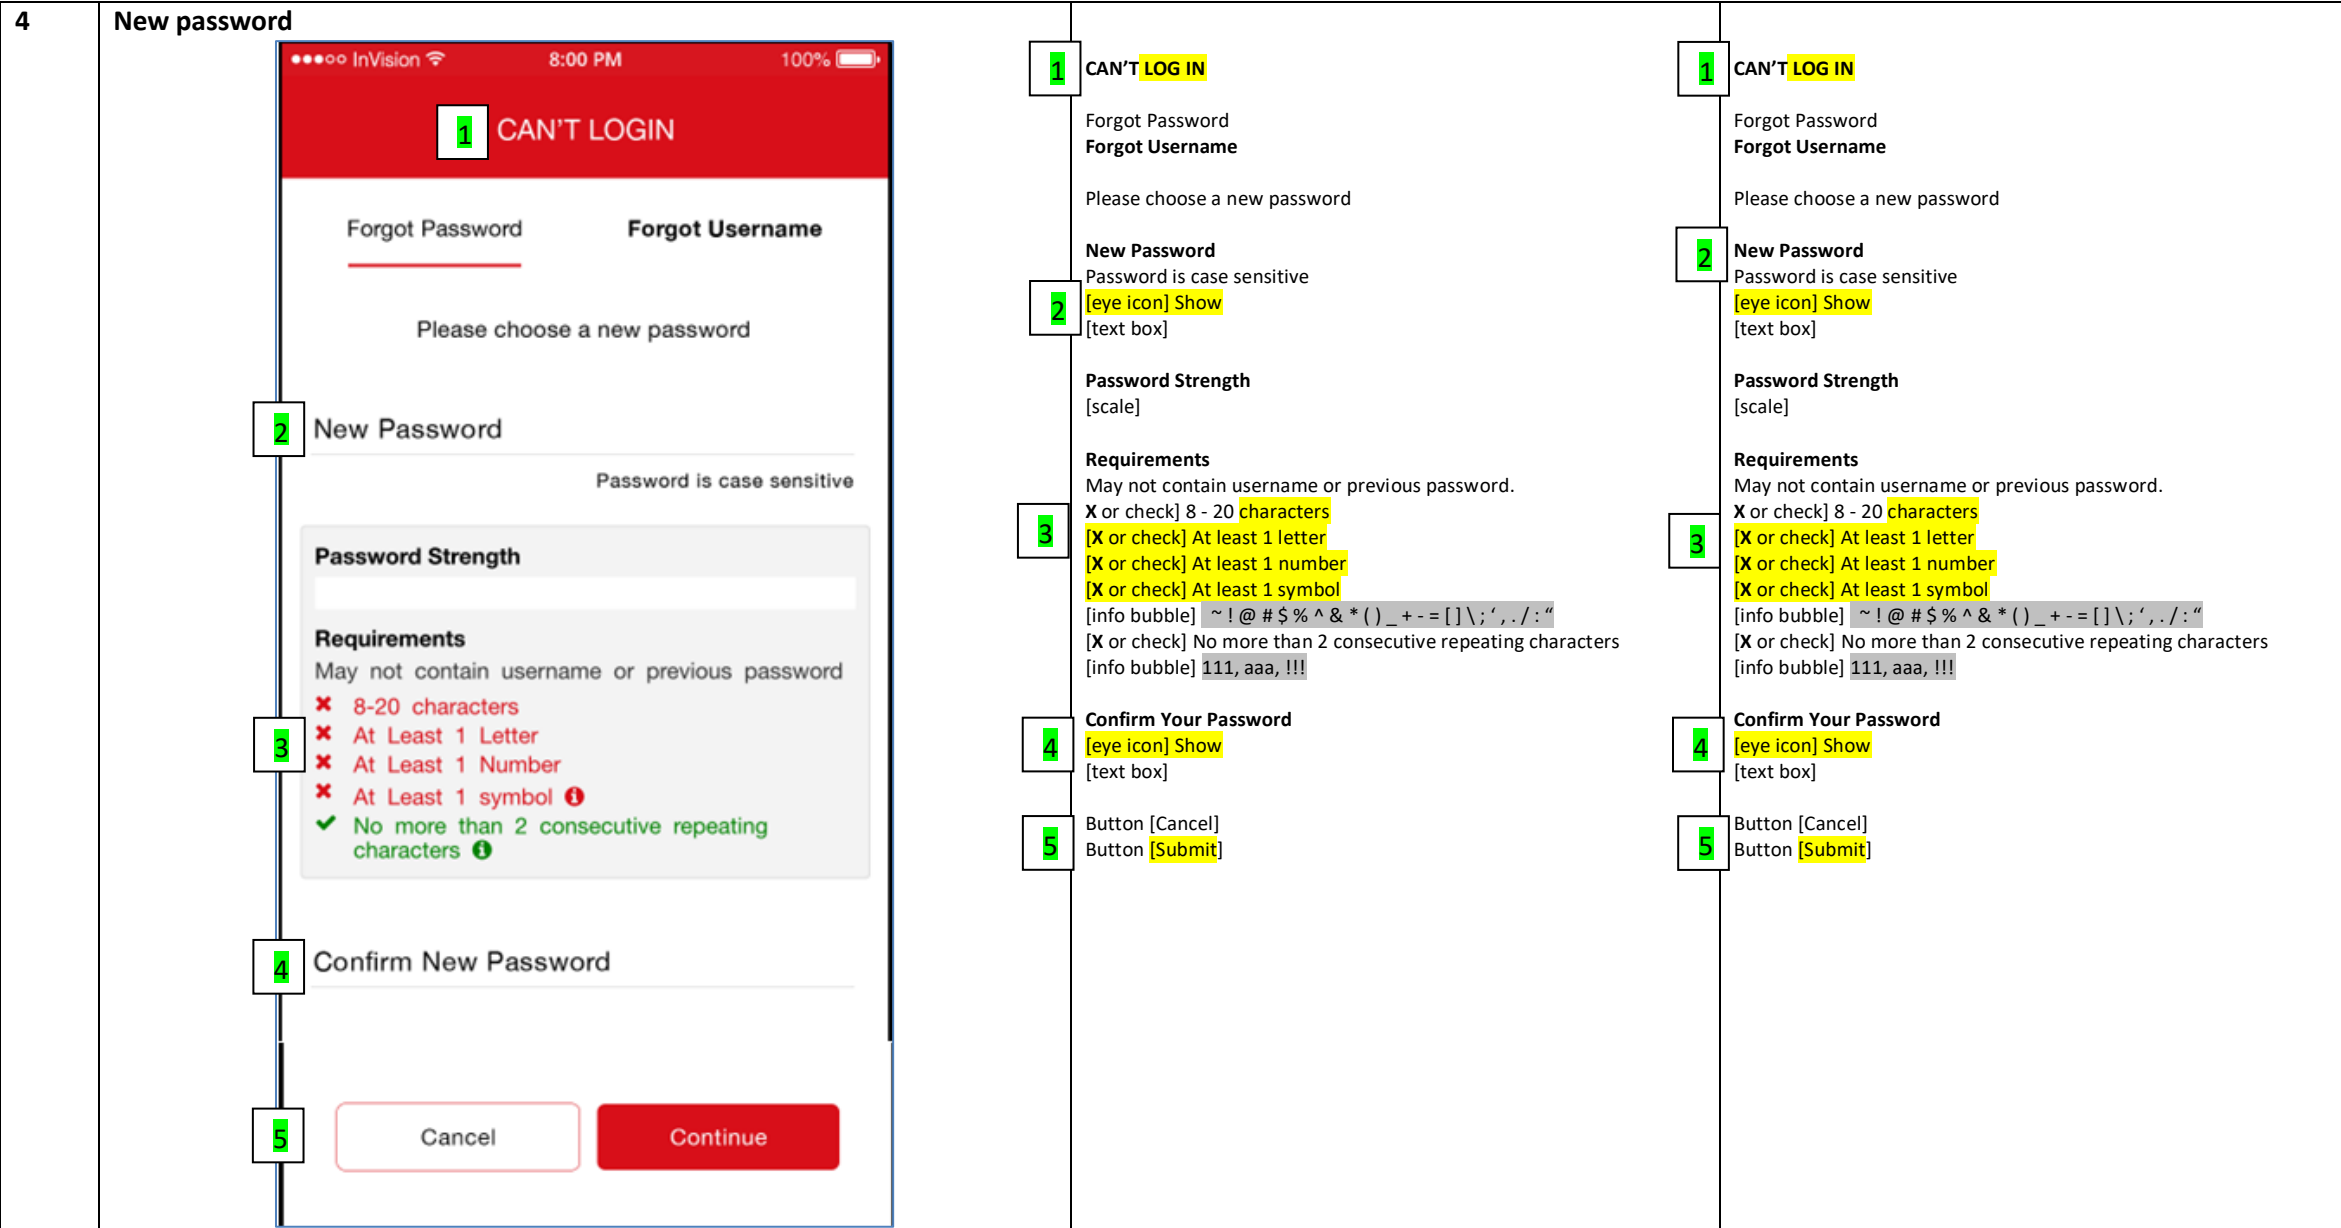 4
New password
●●●○○ InVision 8:00 PM 100%
1 CAN'T LOGIN
Forgot Password Forgot Username
Please choose a new password
2 New Password
Password is case sensitive
Password Strength
Requirements
May not contain username or previous password
✖ 8-20 characters
✖ At Least 1 Letter
3
✖ At Least 1 Number
✖ At Least 1 symbol
✔ No more than 2 consecutive repeating
characters
4 Confirm New Password
5 Cancel Continue
1 CAN’T LOG IN
Forgot Password
Forgot Username
Please choose a new password
New Password
Password is case sensitive
2 [eye icon] Show
[text box]
Password Strength
[scale]
Requirements
May not contain username or previous password.
X or check] 8 - 20 characters
3 [X or check] At least 1 letter
[X or check] At least 1 number
[X or check] At least 1 symbol
[info bubble] ~ ! @ # $ % ^ & * ( ) _ + - = [ ] \ ; ‘ , . / : “
[X or check] No more than 2 consecutive repeating characters
[info bubble] 111, aaa, !!!
Confirm Your Password
4 [eye icon] Show
[text box]
Button [Cancel]
5 Button [Submit]
1 CAN’T LOG IN
Forgot Password
Forgot Username
Please choose a new password
2 New Password
Password is case sensitive
[eye icon] Show
[text box]
Password Strength
[scale]
Requirements
May not contain username or previous password.
X or check] 8 - 20 characters
3 [X or check] At least 1 letter
[X or check] At least 1 number
[X or check] At least 1 symbol
[info bubble] ~ ! @ # $ % ^ & * ( ) _ + - = [ ] \ ; ‘ , . / : “
[X or check] No more than 2 consecutive repeating characters
[info bubble] 111, aaa, !!!
Confirm Your Password
4 [eye icon] Show
[text box]
Button [Cancel]
5 Button [Submit]